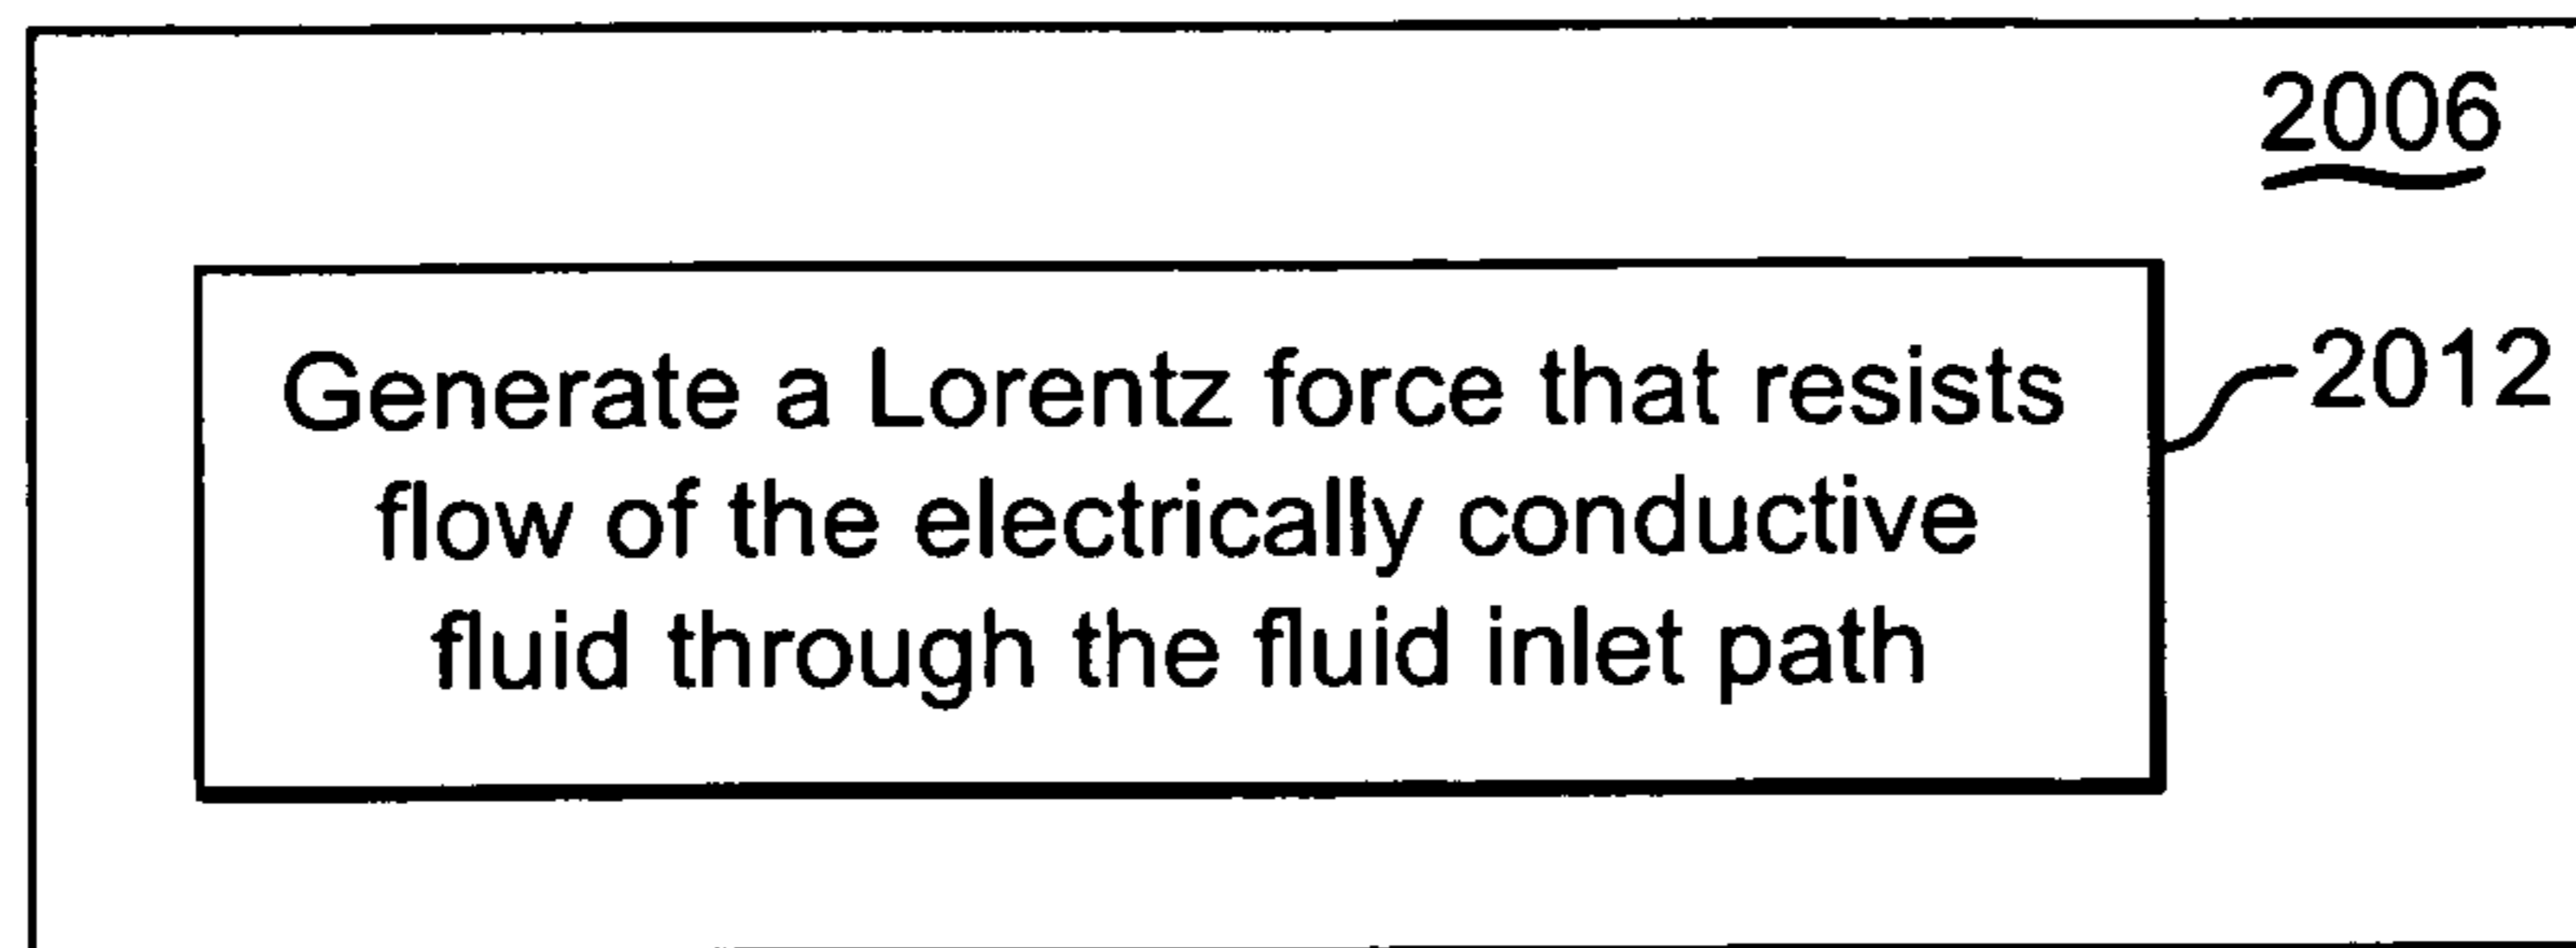 2006
Generate a Lorentz force that resists
2012
flow of the electrically conductive
fluid through the fluid inlet path